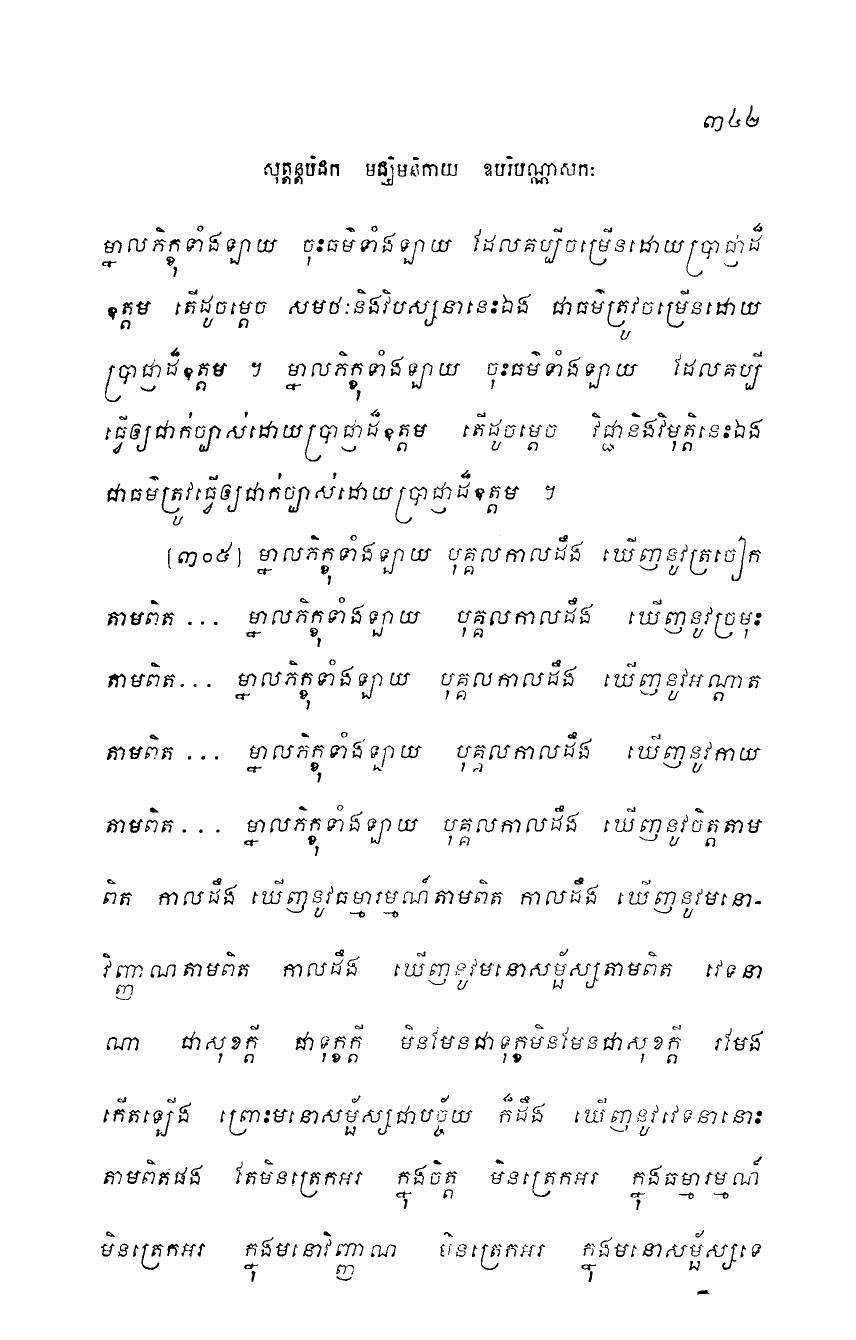 ៣៤២
សុត្តន្តបិដក មជ្ឈិមនិកាយ ឧបរិបណ្ណាសកៈ
ម្នាលភិក្ខុទាំងឡាយ ចុះធម៌ទាំងឡាយ ដែលគប្បីចម្រើនដោយប្រាជ្ញាដ៏
ឧត្តម តើដូចម្តេច សមថៈនិងវិបស្សនានេះឯង ជាធម៌ត្រូវចម្រើនដោយ
ប្រាជ្ញាដ៏ឧត្តម ។ ម្នាលភិក្ខុទាំងឡាយ ចុះធម៌ទាំងឡាយ ដែលគប្បី
ធ្វើឲ្យជាក់ច្បាស់ដោយប្រាជ្ញាដ៏ឧត្តម តើដូចម្តេច វិជ្ជានិងវិមុត្តិនេះឯង
ជាធម៌ត្រូវធ្វើឲ្យជាក់ច្បាស់ដោយប្រាជ្ញាដ៏ឧត្តម ។
[៣០៥] ម្នាលភិក្ខុទាំងឡាយ បុគ្គលកាលដឹង ឃើញនូវត្រចៀក
តាមពិត ... ម្នាលភិក្ខុទាំងឡាយ បុគ្គលកាលដឹង ឃើញនូវច្រមុះ
តាមពិត ... ម្នាលភិក្ខុទាំងឡាយ បុគ្គលកាលដឹង ឃើញនូវអណ្តាត
តាមពិត ... ម្នាលភិក្ខុទាំងឡាយ បុគ្គលកាលដឹង ឃើញនូវកាយ
តាមពិត ... ម្នាលភិក្ខុទាំងឡាយ បុគ្គលកាលដឹង ឃើញនូវចិត្តតាម
ពិត កាលដឹង ឃើញនូវធម្មារម្មណ៍តាមពិត កាលដឹង ឃើញនូវមនោ-
វិញ្ញាណតាមពិត កាលដឹង ឃើញនូវមនោសម្ផ័ស្សតាមពិត វេទនា
ណា ជាសុខក្តី ជាទុក្ខក្តី មិនមែនជាទុក្ខមិនមែនជាសុខក្តី រមែង
កើតឡើង ព្រោះមនោសម្ផ័ស្សជាបច្ច័យ ក៏ដឹង ឃើញនូវវេទនានោះ
តាមពិតផង តែមិនត្រេកអរ ក្នុងចិត្ត មិនត្រេកអរ ក្នុងធម្មារម្មណ៍
មិនត្រេកអរ ក្នុងមនោវិញ្ញាណ មិនត្រេកអរ ក្នុងមនោសម្ផ័ស្សទេ